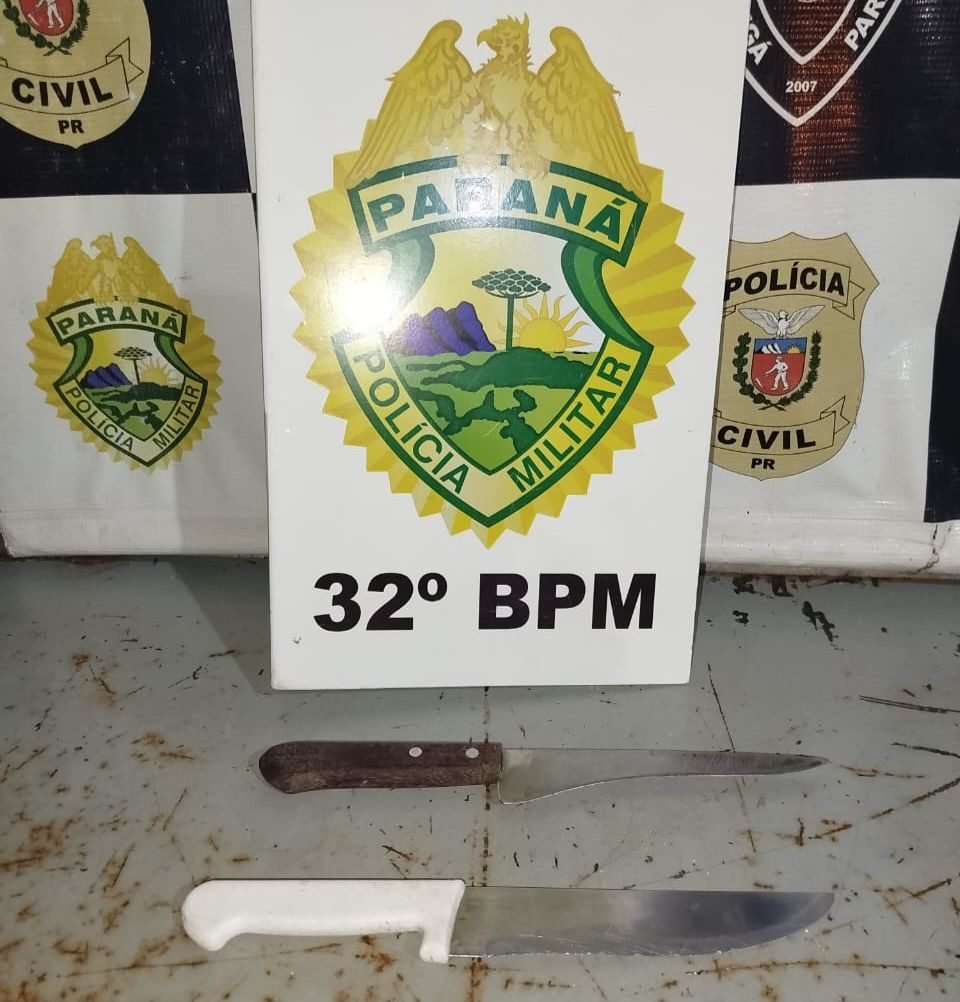 CIVIL
PR
PARANÁ
POLÍCIA MILITAR
PARANÁ
POLÍCIA MILITAR
32º BPM
2007
POLÍCIA
CIVIL
PR